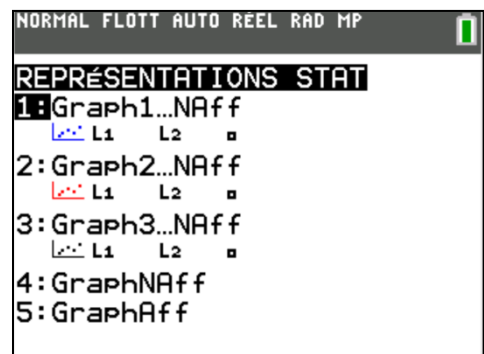 NORMAL FLOTT AUTO RÉEL RAD MP
REPRÉSENTATIONS STAT
1:Graph1...NAff
L1 L2
2:Graph2...NAff
L1 L2
3:Graph3...NAff
L1 L2
4:GraphNAff
5:GraphAff